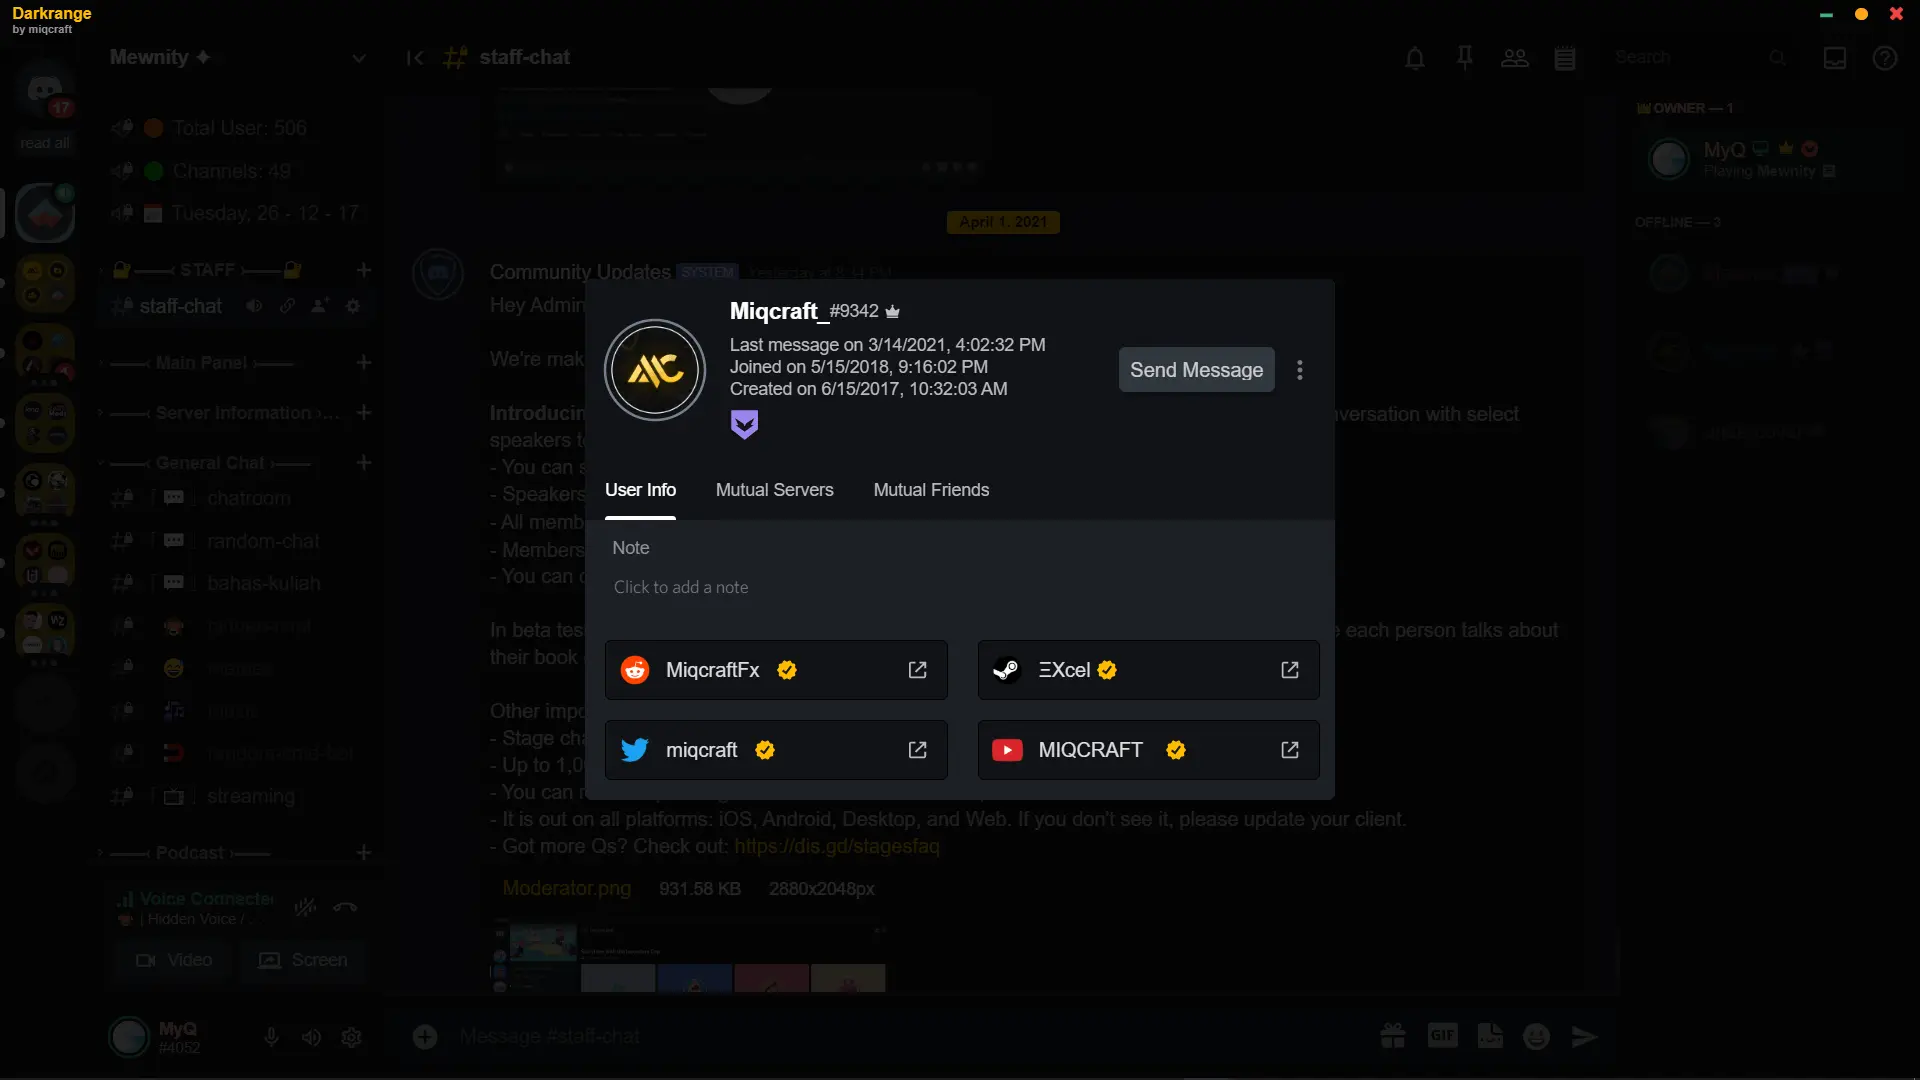 Darkrange
by miqcraft
Mewnity ✦
staff-chat
Search
17
read all
Total User: 506
Channels: 49
Tuesday, 26 - 12 - 17
STAFF
staff-chat
Main Panel
Server Information
General Chat
chatroom
random-chat
bahas-kuliah
streaming
Podcast
Voice Connected
| Hidden Voice / ...
Video
Screen
MyQ
#4052
April 1, 2021
Community Updates SYSTEM Yesterday at 8:44 PM
Hey Admin
We're mak
Introducin
nversation with select
speakers t
- You can s
- Speakers
- All memb
- Members
- You can
In beta tes
e each person talks about
their book
Other impo
- Stage cha
- Up to 1,0
- You can
- It is out on all platforms: iOS, Android, Desktop, and Web. If you don't see it, please update your client.
- Got more Qs? Check out: https://dis.gd/stagesfaq
Moderator.png 931.58 KB 2880x2048px
Message #staff-chat
GIF
Miqcraft_#9342
Last message on 3/14/2021, 4:02:32 PM
Joined on 5/15/2018, 9:16:02 PM
Created on 6/15/2017, 10:32:03 AM
Send Message
User Info Mutual Servers Mutual Friends
Note
Click to add a note
MiqcraftFx
ΞXcel
miqcraft
MIQCRAFT
OWNER — 1
MyQ
Playing Mewnity
OFFLINE — 3